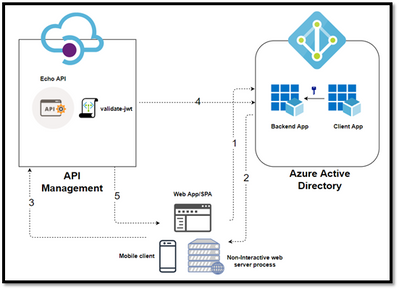 Echo API
API
validate-jwt
API
Management
Backend App
Client App
Azure Active
Directory
4
1
2
3
5
Web App/SPA
Mobile client
Non-Interactive web
server process